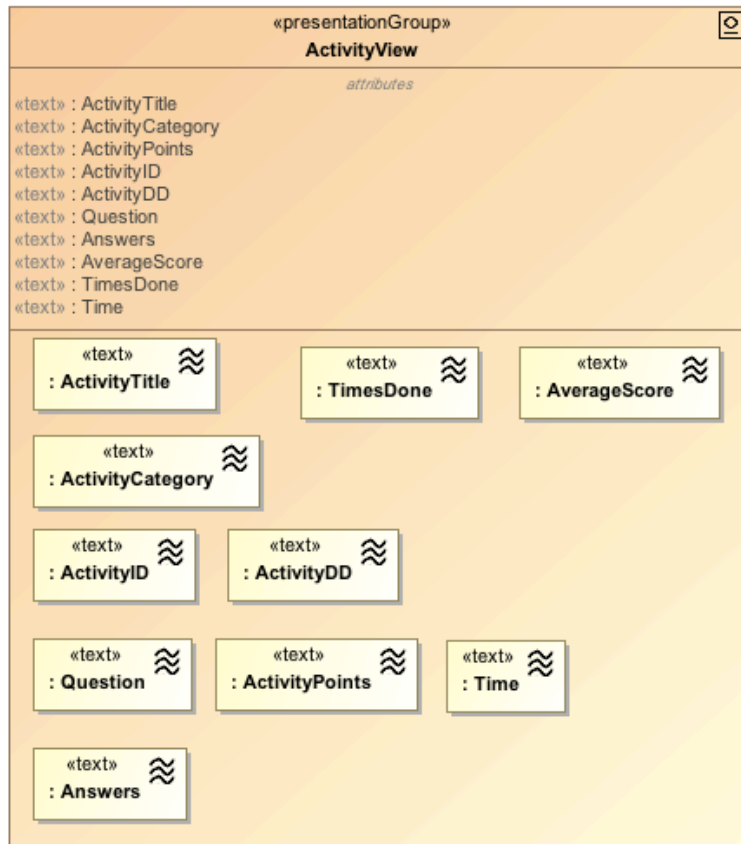 «presentationGroup»
ActivityView
attributes
«text» : ActivityTitle
«text» : ActivityCategory
«text» : ActivityPoints
«text» : ActivityID
«text» : ActivityDD
«text» : Question
«text» : Answers
«text» : AverageScore
«text» : TimesDone
«text» : Time
«text»
: ActivityTitle
«text»
: TimesDone
«text»
: AverageScore
«text»
: ActivityCategory
«text»
: ActivityID
«text»
: ActivityDD
«text»
: Question
«text»
: ActivityPoints
«text»
: Time
«text»
: Answers